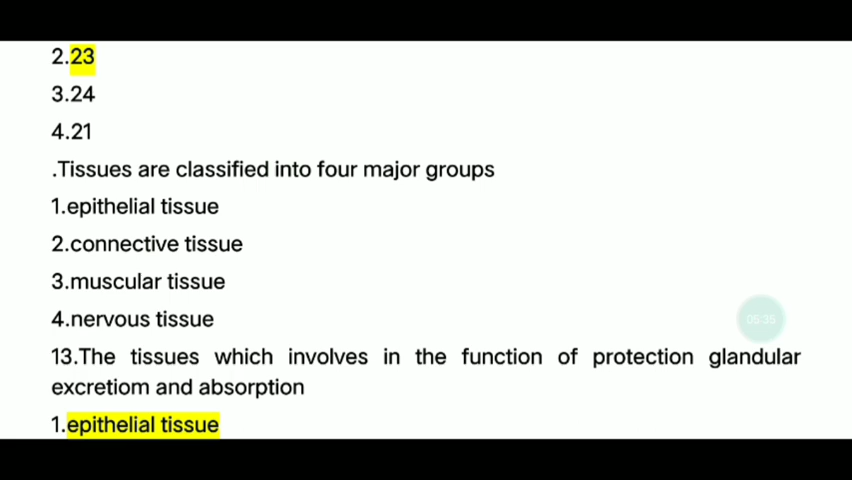 2.23
3.24
4.21
.Tissues are classified into four major groups
1.epithelial tissue
2.connective tissue
3.muscular tissue
4.nervous tissue
05:35
13.The tissues which involves in the function of protection glandular
excretiom and absorption
1.epithelial tissue